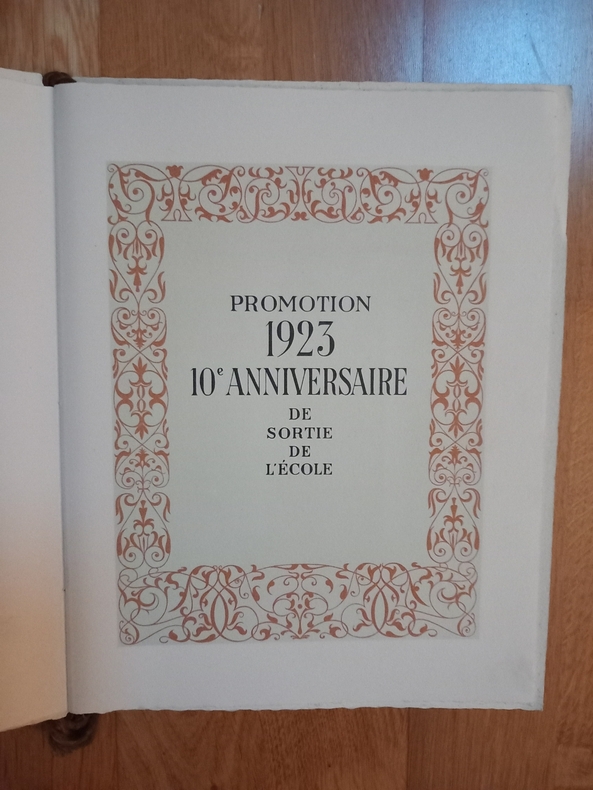 PROMOTION
1923
10e ANNIVERSAIRE
DE
SORTIE
DE
L'ÉCOLE